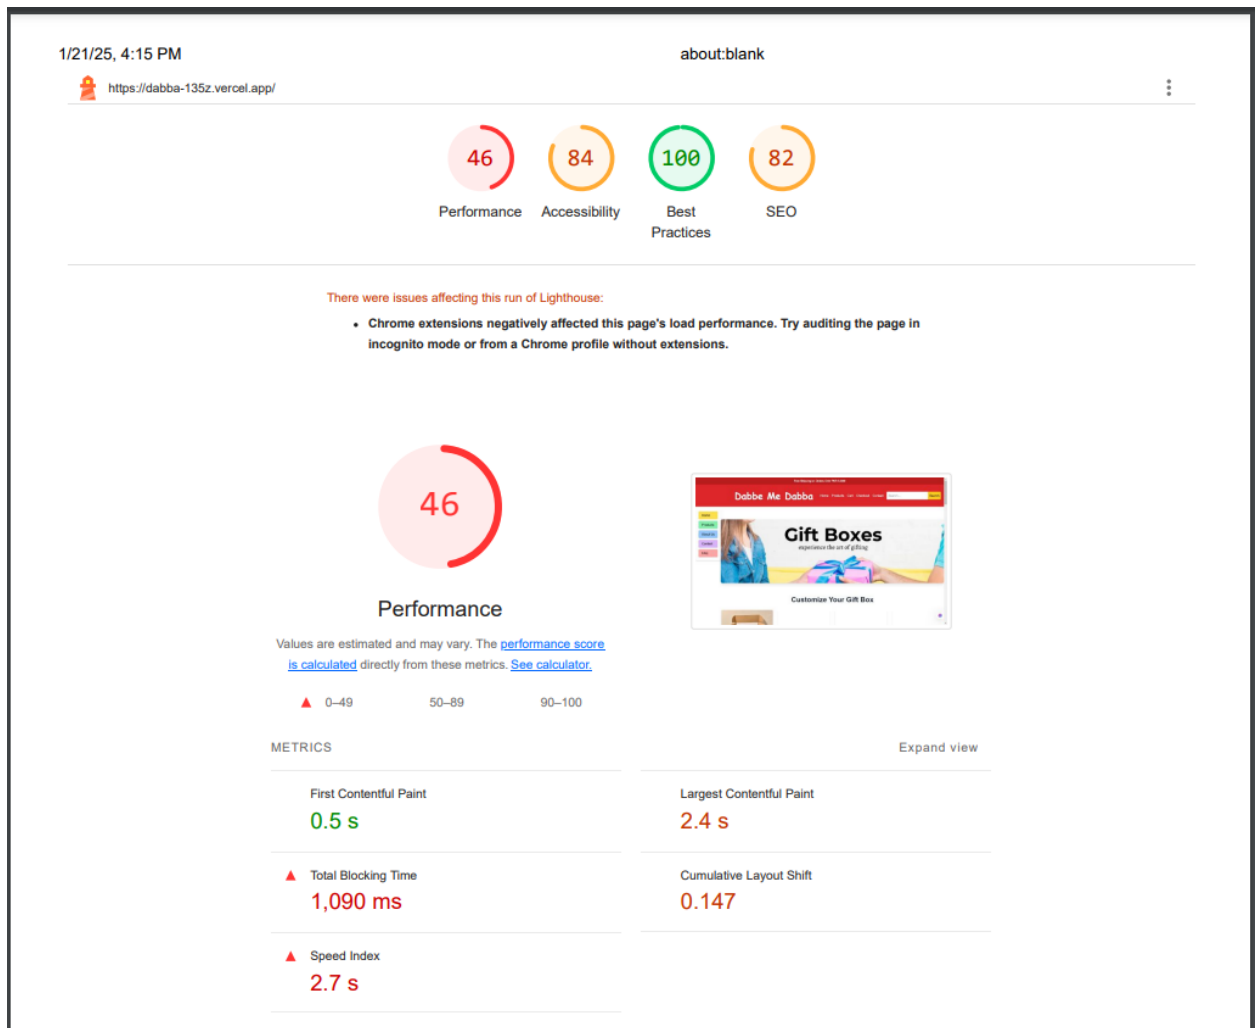 1/21/25, 4:15 PM about:blank
https://dabba-135z.vercel.app/
46 84 100 82
Performance Accessibility Best Practices SEO
There were issues affecting this run of Lighthouse:
• Chrome extensions negatively affected this page's load performance. Try auditing the page in
incognito mode or from a Chrome profile without extensions.
46
Performance
Values are estimated and may vary. The performance score
is calculated directly from these metrics. See calculator.
0–49 50–89 90–100
Dabbe Me Dabba
Gift Boxes
experience the art of gifting
Customize Your Gift Box
METRICS Expand view
First Contentful Paint
0.5 s
Largest Contentful Paint
2.4 s
Total Blocking Time
1,090 ms
Cumulative Layout Shift
0.147
Speed Index
2.7 s